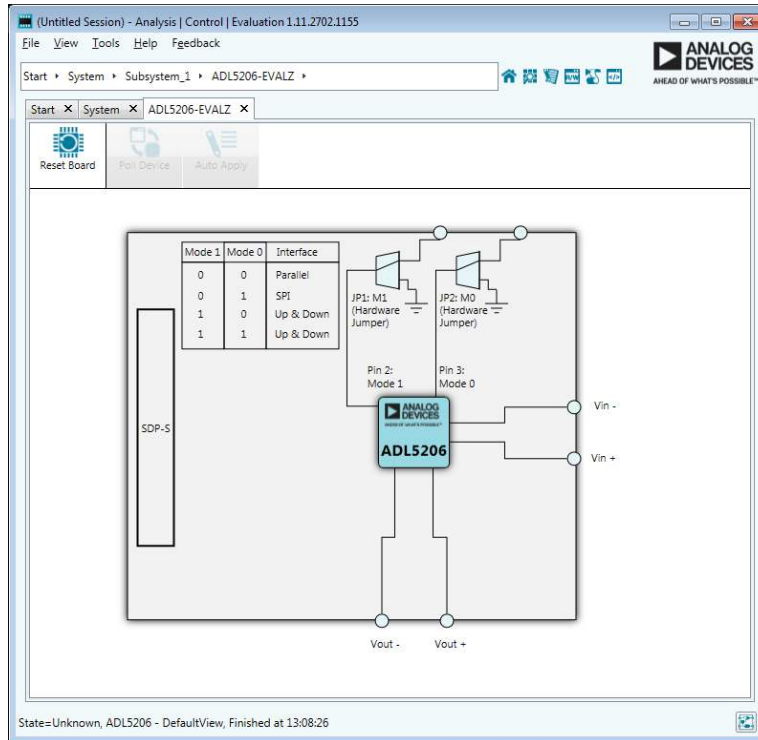 (Untitled Session) - Analysis | Control | Evaluation 1.11.2702.1155
File View Tools Help Feedback
Start System Subsystem_1 ADL5206-EVALZ
ANALOG
DEVICES
AHEAD OF WHAT'S POSSIBLE™
Start X System X ADL5206-EVALZ X
Reset Board Poll Device Auto Apply
Mode 1 Mode 0 Interface
0 0 Parallel
0 1 SPI
1 0 Up & Down
1 1 Up & Down
JP1: M1
(Hardware
Jumper)
JP2: M0
(Hardware
Jumper)
Pin 2:
Mode 1
Pin 3:
Mode 0
SDP-S
ANALOG
DEVICES
AHEAD OF WHAT'S POSSIBLE™
ADL5206
Vin -
Vin +
Vout - Vout +
State=Unknown, ADL5206 - DefaultView, Finished at 13:08:26